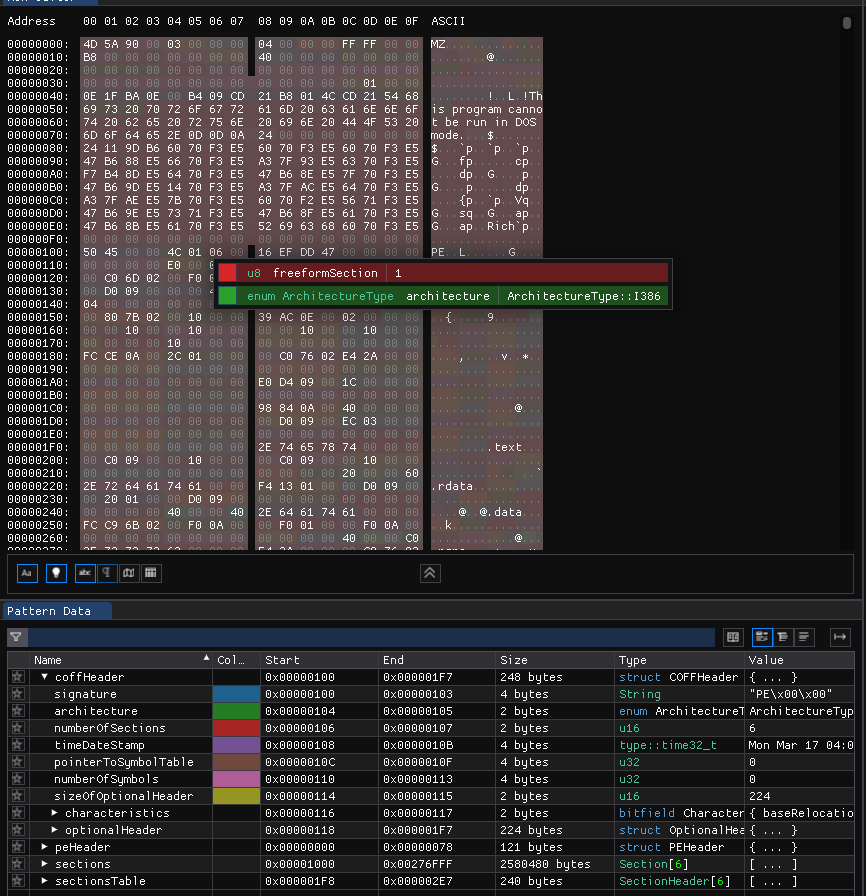 Address 00 01 02 03 04 05 06 07 08 09 0A 0B 0C 0D 0E 0F ASCII
00000000: 4D 5A 90 00 03 00 00 00 04 00 00 00 FF FF 00 00 MZ..............
00000010: B8 00 00 00 00 00 00 00 40 00 00 00 00 00 00 00 ........@.......
00000020: 00 00 00 00 00 00 00 00 00 00 00 00 00 00 00 00 ................
00000030: 00 00 00 00 00 00 00 00 00 00 00 00 00 01 00 00 ................
00000040: 0E 1F BA 0E 00 B4 09 CD 21 B8 01 4C CD 21 54 68 ........!..L.!Th
00000050: 69 73 20 70 72 6F 67 72 61 6D 20 63 61 6E 6E 6F is program canno
00000060: 74 20 62 65 20 72 75 6E 20 69 6E 20 44 4F 53 20 t be run in DOS
00000070: 6D 6F 64 65 2E 0D 0D 0A 24 00 00 00 00 00 00 00 mode....$.......
00000080: 24 11 9D B6 60 70 F3 E5 60 70 F3 E5 60 70 F3 E5 $...`p..`p..`p..
00000090: 47 B6 88 E5 66 70 F3 E5 A3 7F 93 E5 63 70 F3 E5 G...fp......cp..
000000A0: F7 B4 8D E5 64 70 F3 E5 47 B6 8E E5 7F 70 F3 E5 ....dp..G....p..
000000B0: 47 B6 9D E5 14 70 F3 E5 A3 7F AC E5 64 70 F3 E5 G....p......dp..
000000C0: A3 7F AE E5 7B 70 F3 E5 60 70 F2 E5 56 71 F3 E5 ....{p..`p..Vq..
000000D0: 47 B6 9E E5 73 71 F3 E5 47 B6 8F E5 61 70 F3 E5 G...sq..G...ap..
000000E0: 47 B6 8B E5 61 70 F3 E5 52 69 63 68 60 70 F3 E5 G...ap..Rich`p..
000000F0: 00 00 00 00 00 00 00 00 00 00 00 00 00 00 00 00 ................
00000100: 50 45 00 00 4C 01 06 00 16 EF DD 47 PE..L......G
00000110: 00 00 00 00 E0 00
u8 freeformSection 1
00000120: 00 C0 6D 02 00 F0
enum ArchitectureType architecture ArchitectureType::I386
00000130: 00 D0 09 00 00 00
00000140: 04 00 00 00 00 00
00000150: 00 80 7B 02 00 10 00 00 39 AC 0E 00 02 00 00 00 ..{.....9.......
00000160: 00 00 10 00 00 10 00 00 00 00 10 00 00 10 00 00 ................
00000170: 00 00 00 00 10 00 00 00 00 00 00 00 00 00 00 00 ................
00000180: FC CE 0A 00 2C 01 00 00 00 C0 76 02 E4 2A 00 00 ....,.....v..*..
00000190: 00 00 00 00 00 00 00 00 00 00 00 00 00 00 00 00 ................
000001A0: 00 00 00 00 00 00 00 00 E0 D4 09 00 1C 00 00 00 ................
000001B0: 00 00 00 00 00 00 00 00 00 00 00 00 00 00 00 00 ................
000001C0: 00 00 00 00 00 00 00 00 98 84 0A 00 40 00 00 00 ............@...
000001D0: 00 00 00 00 00 00 00 00 00 D0 09 00 EC 03 00 00 ................
000001E0: 00 00 00 00 00 00 00 00 00 00 00 00 00 00 00 00 ................
000001F0: 00 00 00 00 00 00 00 00 2E 74 65 78 74 00 00 00 .........text...
00000200: 00 C0 09 00 00 10 00 00 00 C0 09 00 00 10 00 00 ................
00000210: 00 00 00 00 00 00 00 00 00 00 00 00 20 00 00 60 ............ ..`
00000220: 2E 72 64 61 74 61 00 00 F4 13 01 00 00 D0 09 00 .rdata..........
00000230: 00 20 01 00 00 D0 09 00 00 00 00 00 00 00 00 00 . ..............
00000240: 00 00 00 00 40 00 00 40 2E 64 61 74 61 00 00 00 ....@..@.data...
00000250: FC C9 6B 02 00 F0 0A 00 00 F0 01 00 00 F0 0A 00 ..k.............
00000260: 00 00 00 00 00 00 00 00 00 00 00 00 40 00 00 C0 ............@...
Aa
abc
Pattern Data
Name Col... Start End Size Type Value
coffHeader 0x00000100 0x000001F7 248 bytes struct COFFHeader { ... }
signature 0x00000100 0x00000103 4 bytes String "PE\x00\x00"
architecture 0x00000104 0x00000105 2 bytes enum ArchitectureT ArchitectureTyp
numberOfSections 0x00000106 0x00000107 2 bytes u16 6
timeDateStamp 0x00000108 0x0000010B 4 bytes type::time32_t Mon Mar 17 04:0
pointerToSymbolTable 0x0000010C 0x0000010F 4 bytes u32 0
numberOfSymbols 0x00000110 0x00000113 4 bytes u32 0
sizeOfOptionalHeader 0x00000114 0x00000115 2 bytes u16 224
characteristics 0x00000116 0x00000117 2 bytes bitfield Character { baseRelocatio
optionalHeader 0x00000118 0x000001F7 224 bytes struct OptionalHea { ... }
peHeader 0x00000000 0x00000078 121 bytes struct PEHeader { ... }
sections 0x00001000 0x00276FFF 2580480 bytes Section[6] [ ... ]
sectionsTable 0x000001F8 0x000002E7 240 bytes SectionHeader[6] [ ... ]